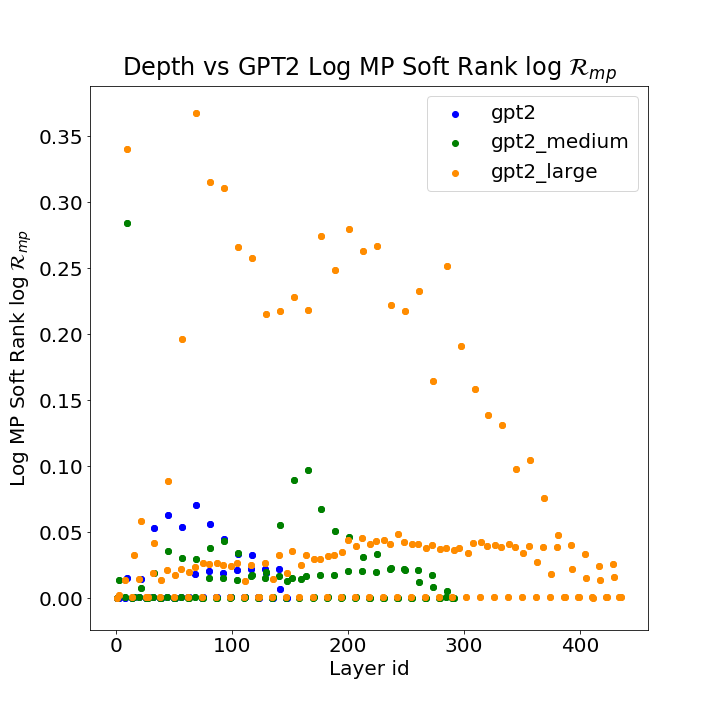 Depth vs GPT2 Log MP Soft Rank log ℛmp
gpt2
gpt2_medium
gpt2_large
Log MP Soft Rank log ℛmp
0.35
0.30
0.25
0.20
0.15
0.10
0.05
0.00
0 100 200 300 400
Layer id